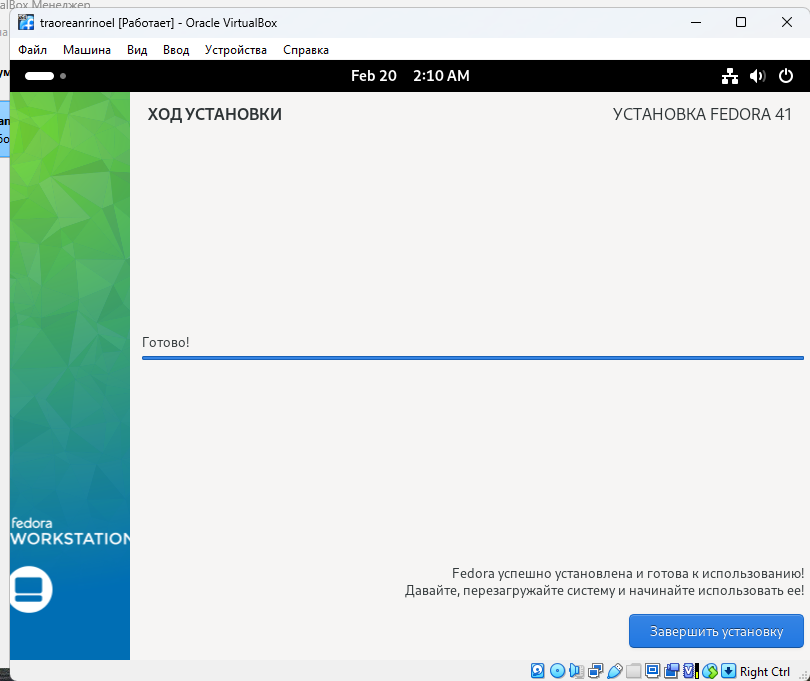 traoreanrinoel [Работает] - Oracle VirtualBox
Файл Машина Вид Ввод Устройства Справка
Feb 20 2:10 AM
ХОД УСТАНОВКИ
УСТАНОВКА FEDORA 41
Готово!
fedora
WORKSTATION
Fedora успешно установлена и готова к использованию!
Давайте, перезагружайте систему и начинайте использовать ее!
Завершить установку
Right Ctrl